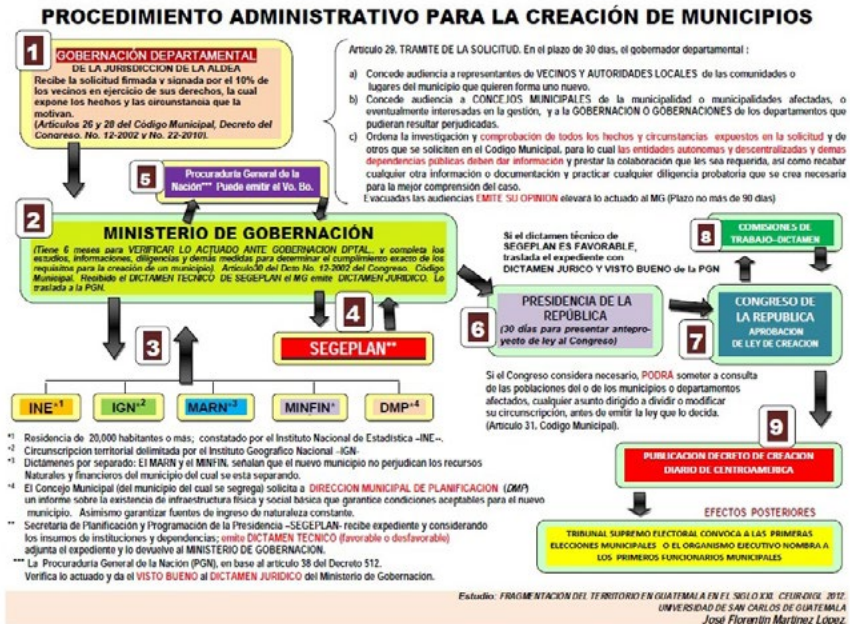 PROCEDIMIENTO ADMINISTRATIVO PARA LA CREACIÓN DE MUNICIPIOS
1
GOBERNACIÓN DEPARTAMENTAL
DE LA JURISDICCION DE LA ALDEA
Recibe la solicitud firmada y signada por el 10% de
los vecinos en ejercicio de sus derechos, la cual
expone los hechos y las circunstancia que la
motivan.
(Artículos 26 y 28 del Código Municipal, Decreto del
Congreso. No. 12-2002 y No. 22-2010).
Articulo 29. TRAMITE DE LA SOLICITUD. En el plazo de 30 dias, el gobernador departamental :
a) Concede audiencia a representantes de VECINOS Y AUTORIDADES LOCALES de las comunidades o
lugares del municipio que quieren forma uno nuevo.
b) Concede audiencia a CONCEJOS MUNICIPALES de la municipalidad o municipalidades afectadas, o
eventualmente interesadas en la gestión, y a la GOBERNACION O GOBERNACIONES de los departamentos que
pudieran resultar perjudicadas.
c) Ordena la investigación y comprobación de todos los hechos y circunstancias expuestos en la solicitud y de
otros que se soliciten en el Código Municipal, para lo cual las entidades autonomas y descentralizadas y demas
dependencias públicas deben dar información y prestar la colaboración que les sea requerida, así como recabar
cualquier otra información o documentación y practicar cualquier diligencia probatoria que se crea necesaria
para la mejor comprensión del caso.
Evacuadas las audiencias EMITE SU OPINION elevará lo actuado al MG (Plazo no más de 90 dias)
5
Procuraduría General de la
Nación*** Puede emitir el Vo. Bo.
2
MINISTERIO DE GOBERNACIÓN
(Tiene 6 meses para VERIFICAR LO ACTUADO ANTE GOBERNACION DPTAL., y completa los
estudios, informaciones, diligencias y demás medidas para determinar el cumplimiento exacto de los
requisitos para la creación de un municipio). Articulo30 del Dcto No. 12-2002 del Congreso. Código
Municipal. Recibido el DICTAMEN TECNICO DE SEGEPLAN el MG emite DICTAMEN JURIDICO. Lo
traslada a la PGN.
Si el dictamen técnico de
SEGEPLAN ES FAVORABLE,
traslada el expediente con
DICTAMEN JURICO Y VISTO BUENO de la PGN
8
COMISIONES DE
TRABAJO-DICTAMEN
3
4
SEGEPLAN**
6
PRESIDENCIA DE LA
REPÚBLICA
(30 días para presentar antepro-
yecto de ley al Congreso)
7
CONGRESO DE
LA REPUBLICA
APROBACION
DE LEY DE CREACION
INE*1
IGN*2
MARN*3
MINFIN*
DMP*4
Si el Congreso considera necesario, PODRÁ someter a consulta
de las poblaciones del o de los municipios o departamentos
afectados, cualquier asunto dirigido a dividir o modificar
su circunscripción, antes de emitir la ley que lo decida.
(Articulo 31. Codigo Municipal).
9
PUBLICACION DECRETO DE CREACION
DIARIO DE CENTROAMERICA
*1 Residencia de 20,000 habitantes o más; constatado por el Instituto Nacional de Estadística –INE–.
*2 Circunscripción territorial delimitada por el Instituto Geografico Nacional –IGN-
*3 Dictámenes por separado: El MARN y el MINFIN. señalan que el nuevo municipio no perjudican los recursos
Naturales y financieros del municipio del cual se esta separando.
*4 El Concejo Municipal (del municipio del cual se segrega) solicita a DIRECCION MUNICIPAL DE PLANIFICACION (DMP)
un informe sobre la existencia de infraestructura física y social básica que garantice condiciones aceptables para el nuevo
municipio. Asimismo garantizar fuentes de ingreso de naturaleza constante.
** Secretaria de Planificación y Programación de la Presidencia –SEGEPLAN- recibe expediente y considerando
los insumos de instituciones y dependencias; emite DICTAMEN TECNICO (favorable o desfavorable)
adjunta el expediente y lo devuelve al MINISTERIO DE GOBERNACIÓN.
*** La Procuraduría General de la Nación (PGN), en base al artículo 38 del Decreto 512.
Verifica lo actuado y da el VISTO BUENO al DICTAMEN JURIDICO del Ministerio de Gobernación.
EFECTOS POSTERIORES
TRIBUNAL SUPREMO ELECTORAL CONVOCA A LAS PRIMERAS
ELECCIONES MUNICIPALES O EL ORGANISMO EJECUTIVO NOMBRA A
LOS PRIMEROS FUNCIONARIOS MUNICIPALES
Estudio: FRAGMENTACION DEL TERRITORIO EN GUATEMALA EN EL SIGLO XXI. CEUR-DIGI. 2012.
UNIVERSIDAD DE SAN CARLOS DE GUATEMALA
José Florentín Martínez López.